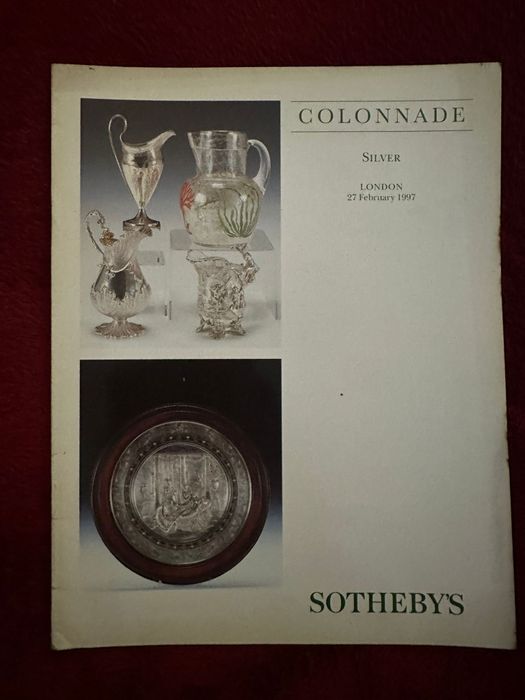 COLONNADE
SILVER
LONDON
27 February 1997
SOTHEBY'S